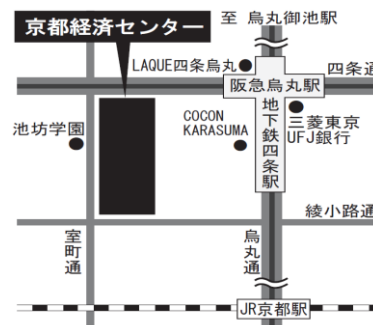 京都経済センター
至 烏丸御池駅
LAQUE四条烏丸
四条通
阪急烏丸駅
地下鉄四条駅
池坊学園
COCON
KARASUMA
三菱東京
UFJ銀行
綾小路通
室町通
烏丸通
JR京都駅